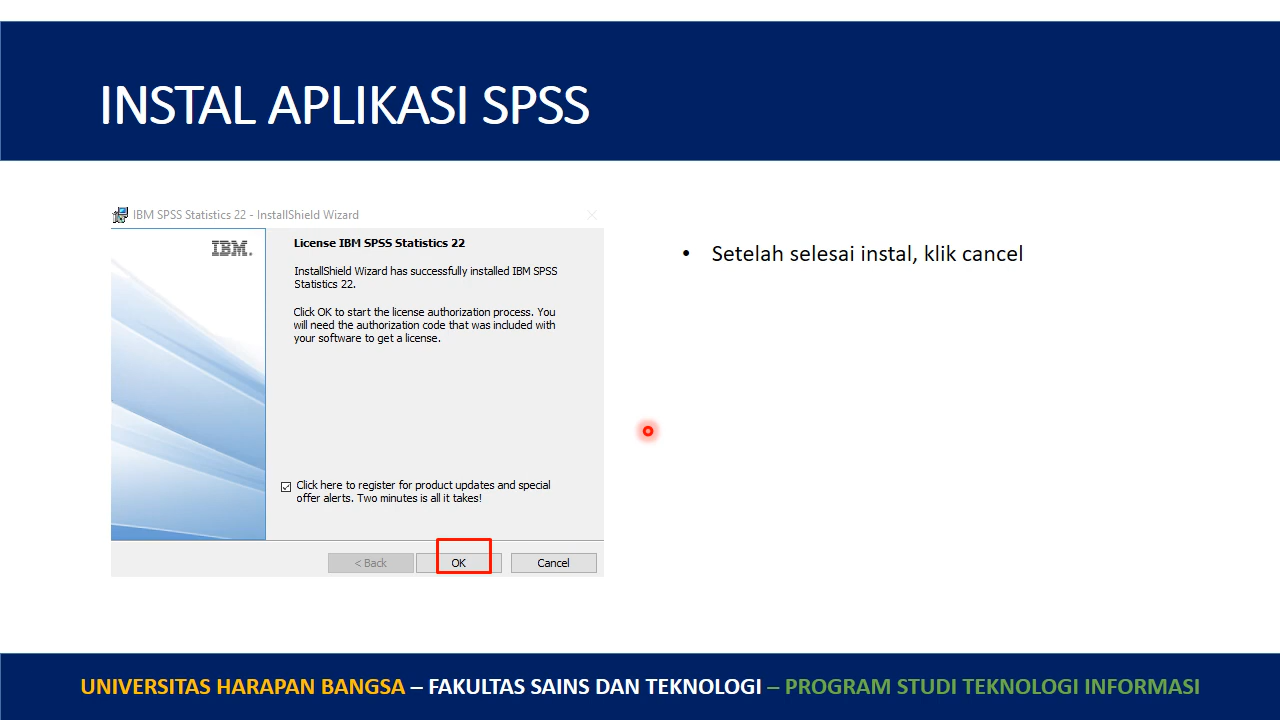 INSTAL APLIKASI SPSS
IBM SPSS Statistics 22 - InstallShield Wizard
IBM.
License IBM SPSS Statistics 22
InstallShield Wizard has successfully installed IBM SPSS
Statistics 22.
Click OK to start the license authorization process. You
will need the authorization code that was included with
your software to get a license.
Click here to register for product updates and special
offer alerts. Two minutes is all it takes!
< Back
OK
Cancel
• Setelah selesai instal, klik cancel
UNIVERSITAS HARAPAN BANGSA – FAKULTAS SAINS DAN TEKNOLOGI – PROGRAM STUDI TEKNOLOGI INFORMASI